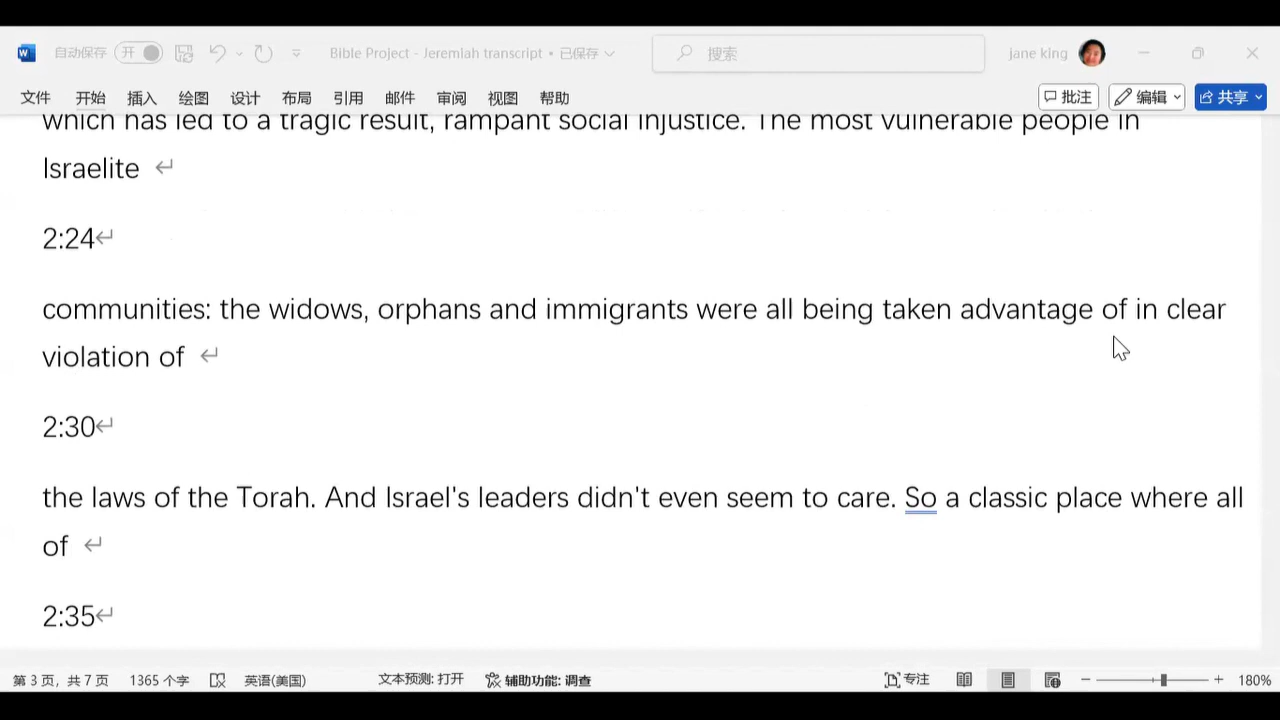 自动保存 开 Bible Project - Jeremiah transcript • 已保存 搜索 jane king
文件 开始 插入 绘图 设计 布局 引用 邮件 审阅 视图 帮助 批注 编辑 共享
which has led to a tragic result, rampant social injustice. The most vulnerable people in
Israelite
2:24
communities: the widows, orphans and immigrants were all being taken advantage of in clear
violation of
2:30
the laws of the Torah. And Israel's leaders didn't even seem to care. So a classic place where all
of
2:35
第 3 页，共 7 页 1365 个字 英语(美国) 文本预测: 打开 辅助功能: 调查 专注 180%